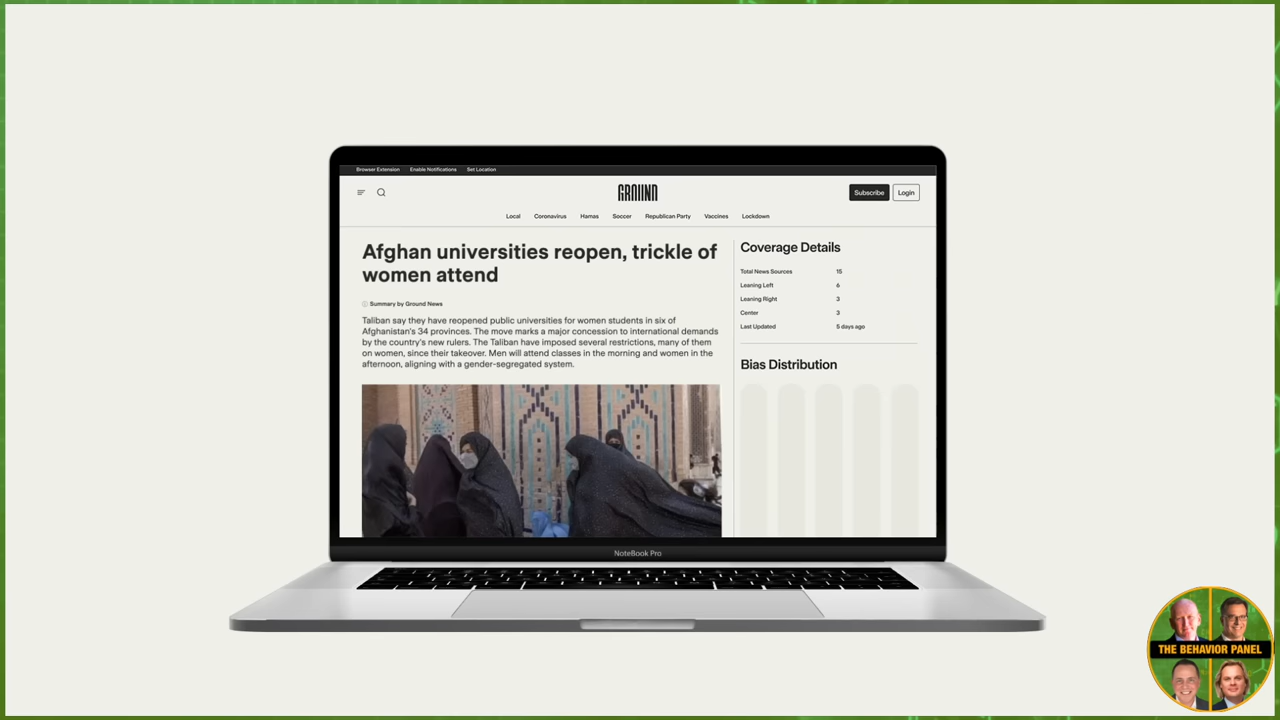 Browser Extension Enable Notifications Set Location
GROUND
Subscribe Login
Local Coronavirus Hamas Soccer Republican Party Vaccines Lockdown
Afghan universities reopen, trickle of
women attend
Summary by Ground News
Taliban say they have reopened public universities for women students in six of
Afghanistan's 34 provinces. The move marks a major concession to international demands
by the country's new rulers. The Taliban have imposed several restrictions, many of them
on women, since their takeover. Men will attend classes in the morning and women in the
afternoon, aligning with a gender-segregated system.
Coverage Details
Total News Sources 15
Leaning Left 6
Leaning Right 3
Center 3
Last Updated 5 days ago
Bias Distribution
NoteBook Pro
THE BEHAVIOR PANEL